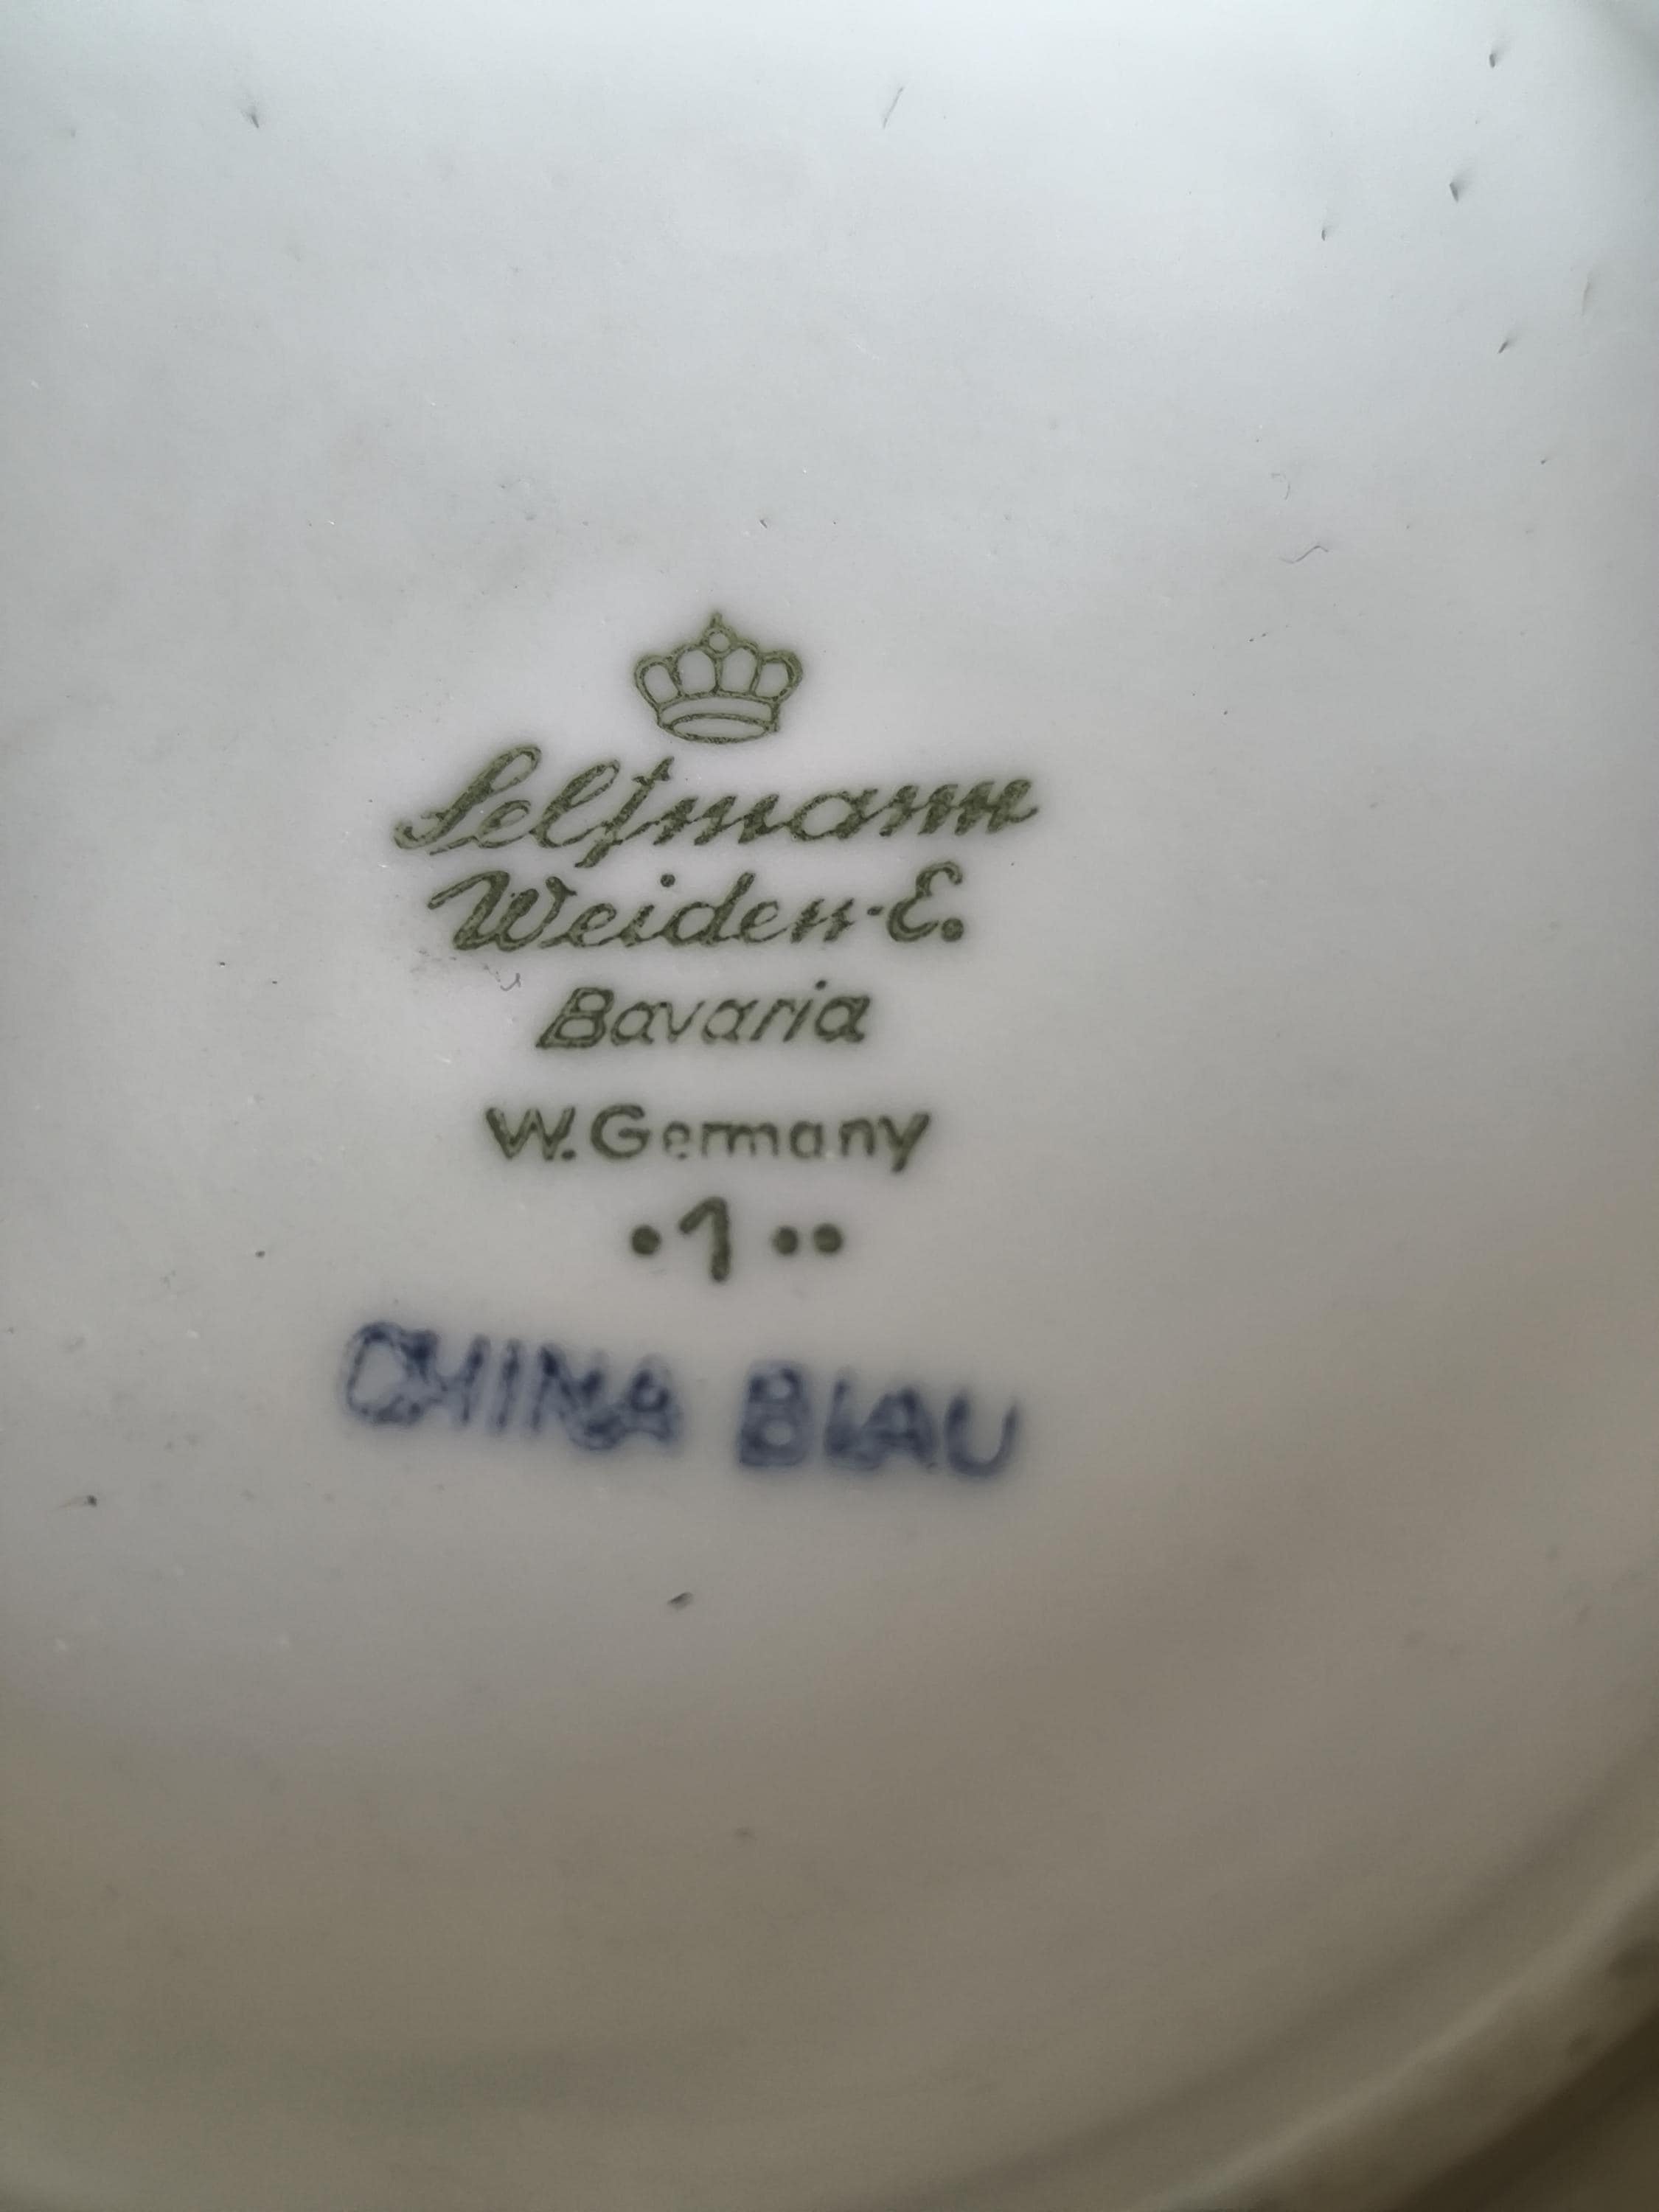 Seltmann
Weiden-E.
Bavaria
W.Germany
•1••
CHINA BLAU